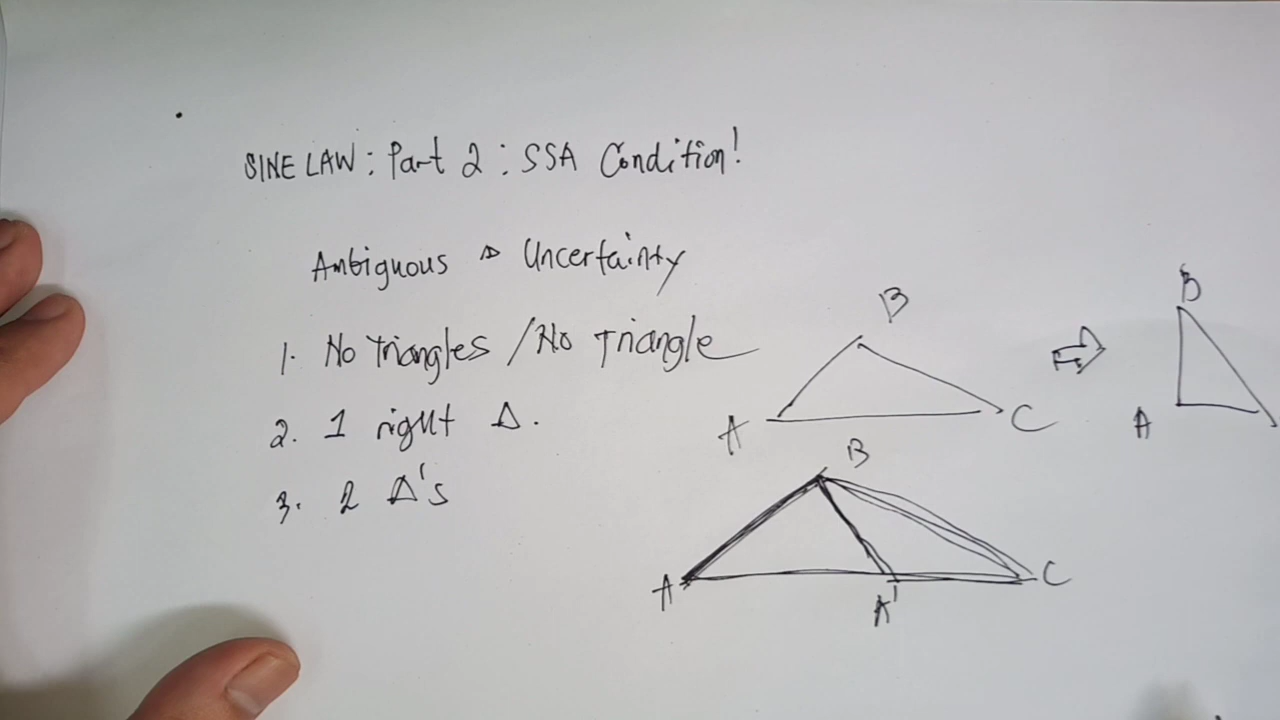 SINE LAW: Part 2: SSA Condition!
Ambiguous ⇒ Uncertainty
1. No triangles / No Triangle
2. 1 right Δ.
3. 2 Δ's
B
A
C
B
A
B
A
A'
C